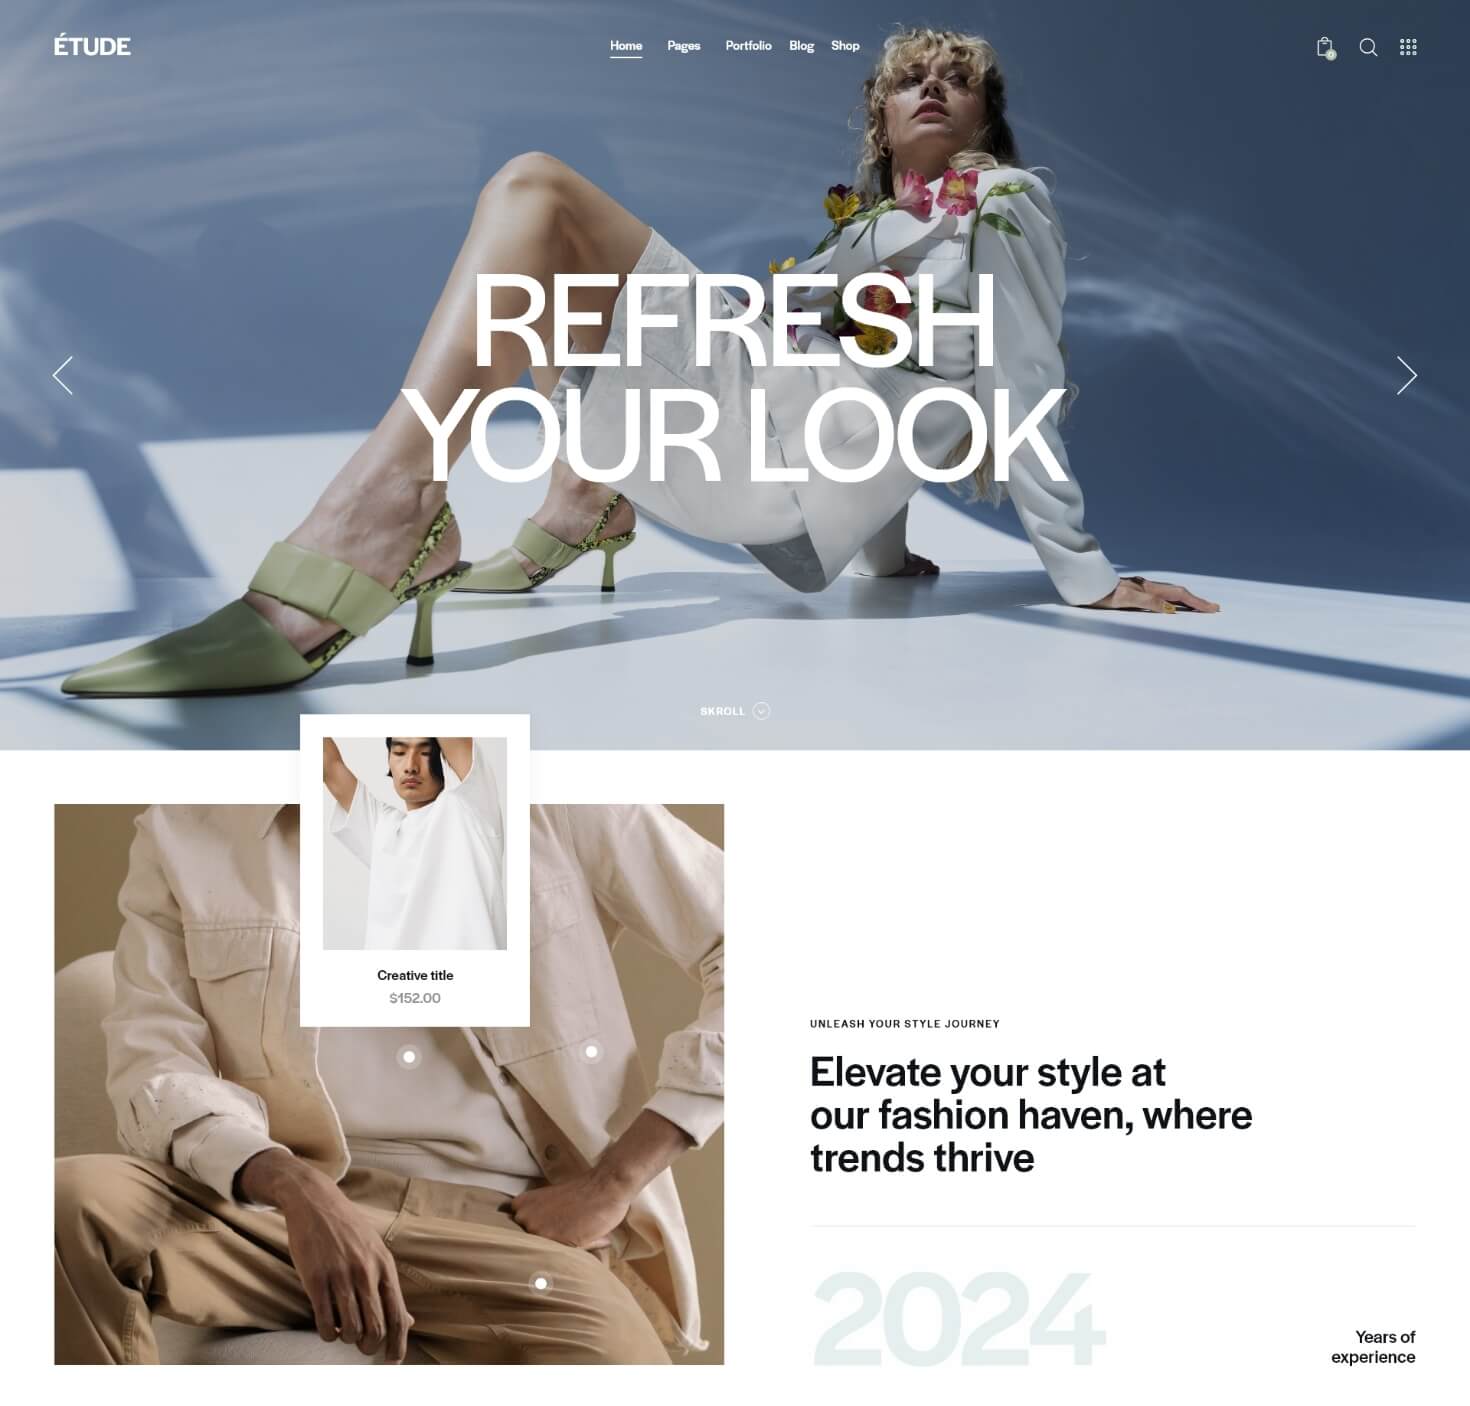 ÉTUDE
Home Pages Portfolio Blog Shop
0
REFRESH
YOUR LOOK
SKROLL
Creative title
$152.00
UNLEASH YOUR STYLE JOURNEY
Elevate your style at
our fashion haven, where
trends thrive
2024
Years of
experience